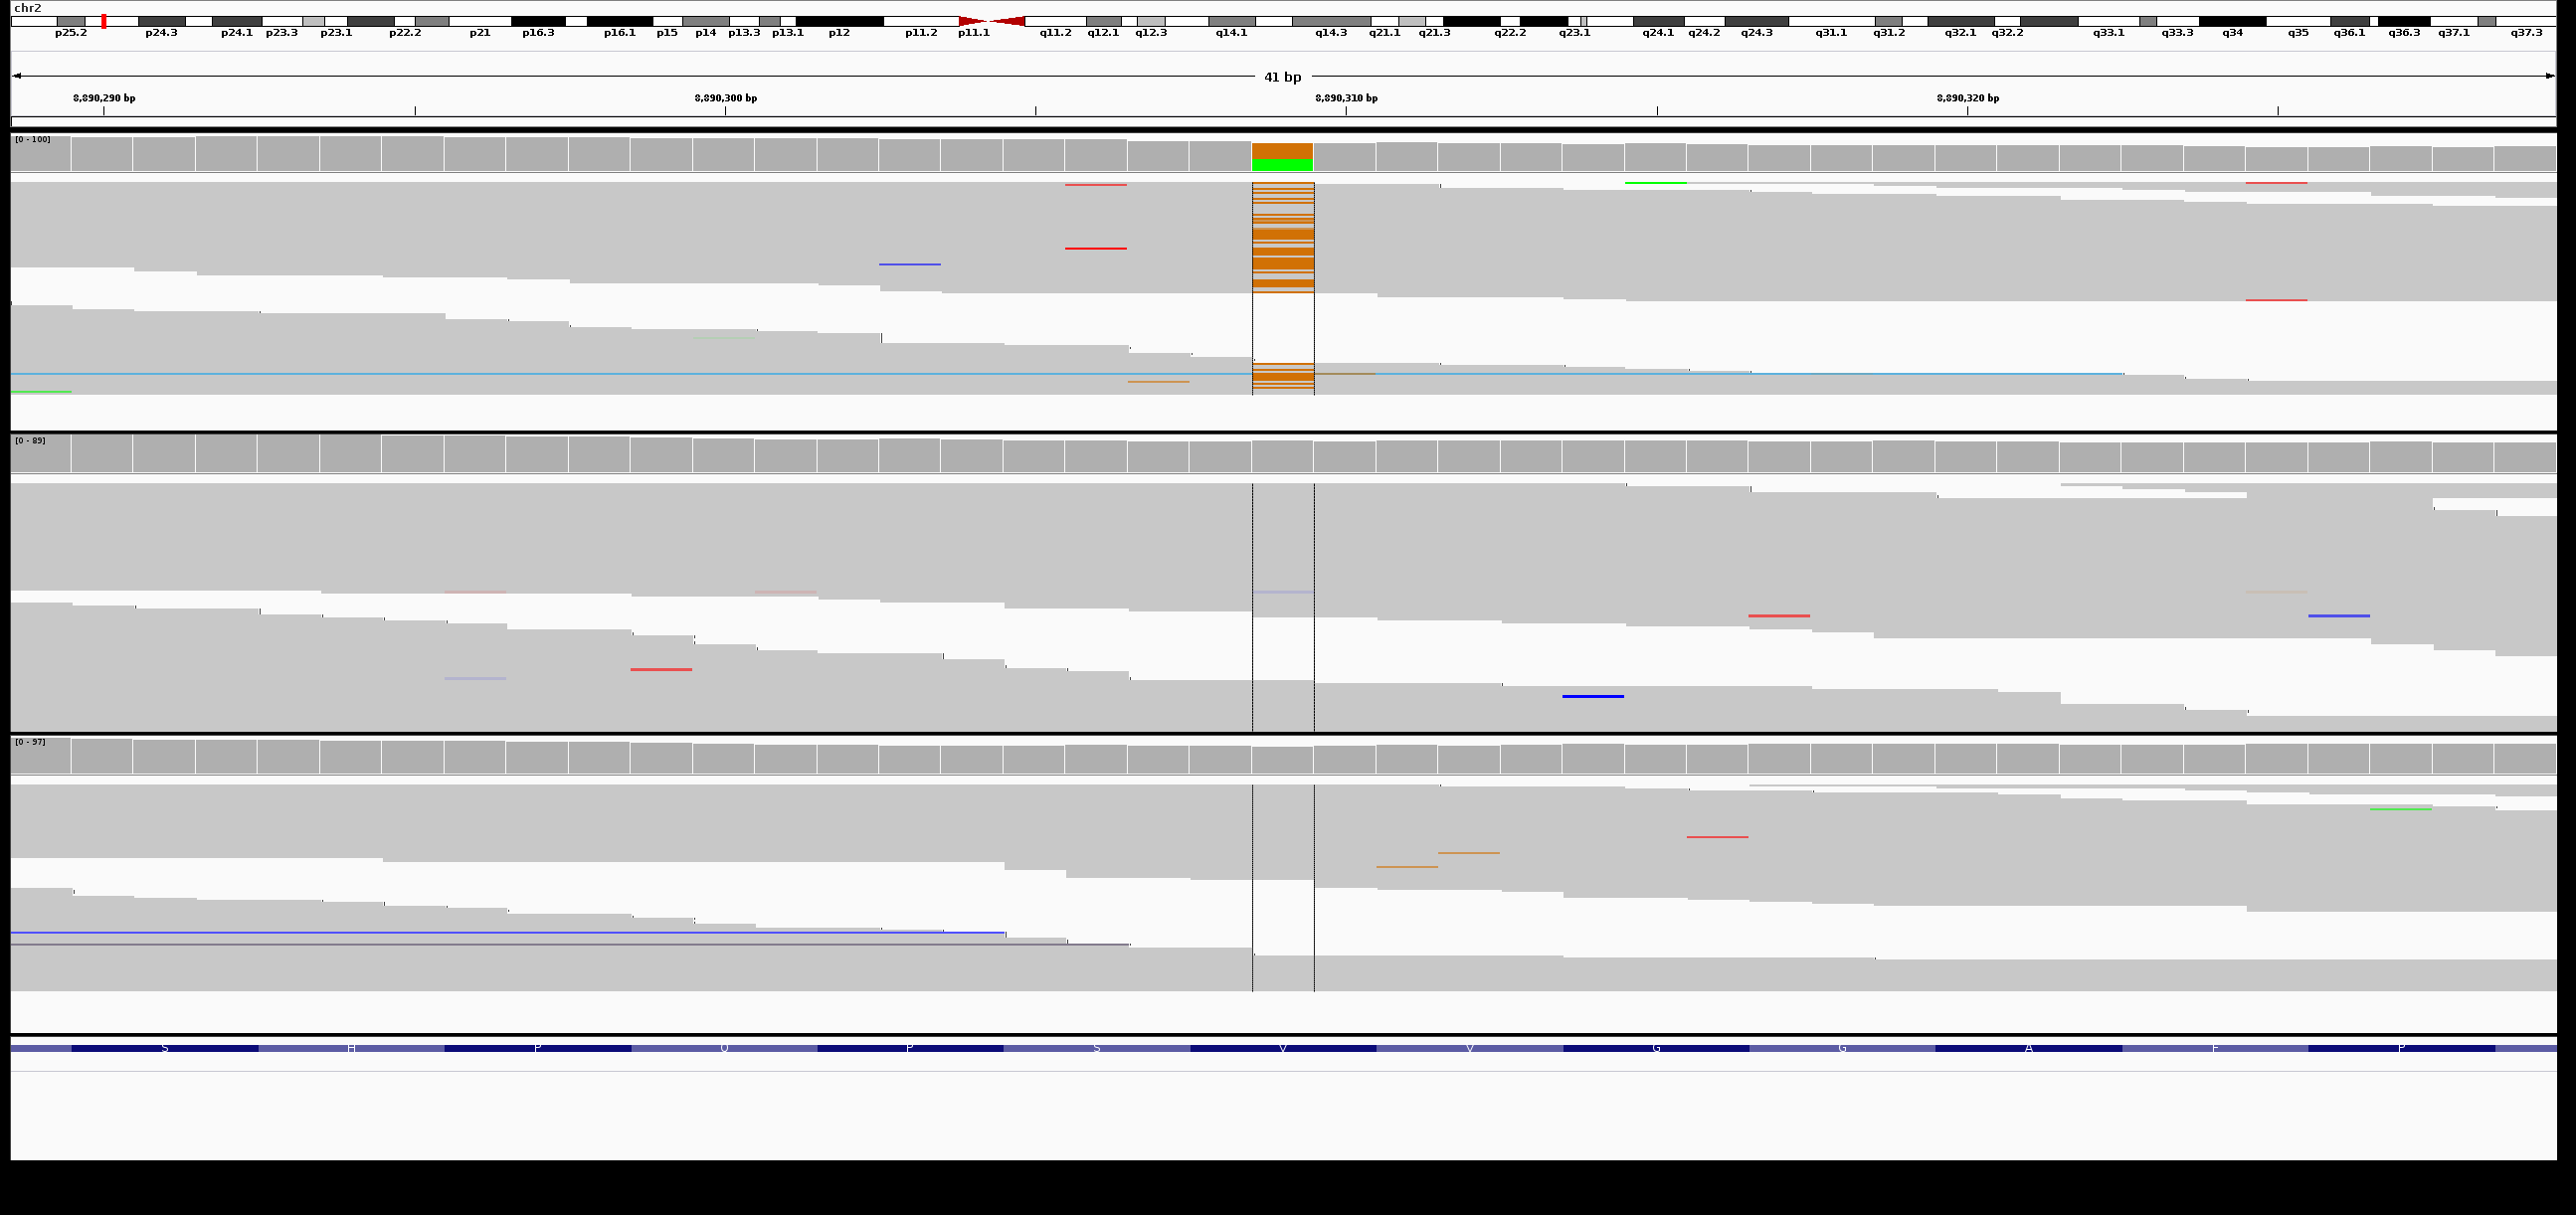 chr2
p25.2 p24.3 p24.1 p23.3 p23.1 p22.2 p21 p16.3 p16.1 p15 p14 p13.3 p13.1 p12 p11.2 p11.1 q11.2 q12.1 q12.3 q14.1 q14.3 q21.1 q21.3 q22.2 q23.1 q24.1 q24.2 q24.3 q31.1 q31.2 q32.1 q32.2 q33.1 q33.3 q34 q35 q36.1 q36.3 q37.1 q37.3
41 bp
8,890,290 bp 8,890,300 bp 8,890,310 bp 8,890,320 bp
[0 - 100]
[0 - 89]
[0 - 97]
S H P Q P S V V G G A F P